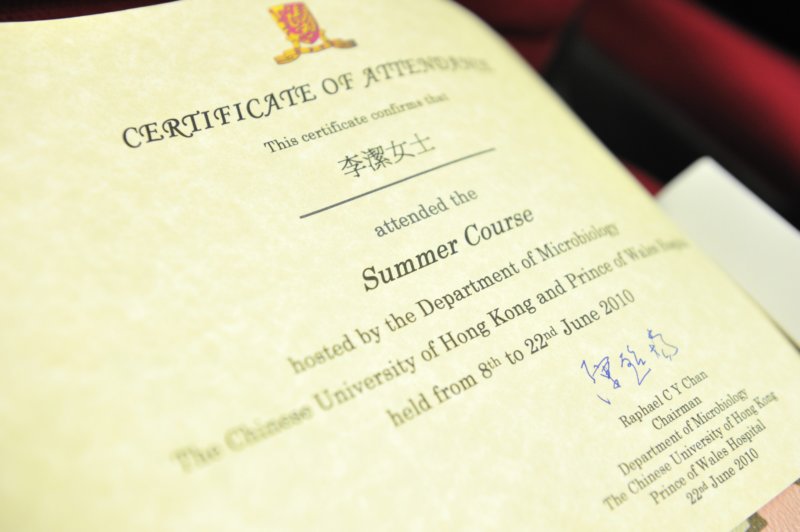 CERTIFICATE OF ATTENDANCE
This certificate confirms that
李潔女士
attended the
Summer Course
hosted by the Department of Microbiology
The Chinese University of Hong Kong and Prince of Wales Hospital
held from 8th to 22nd June 2010
Raphael C Y Chan
Chairman
Department of Microbiology
The Chinese University of Hong Kong
Prince of Wales Hospital
22nd June 2010